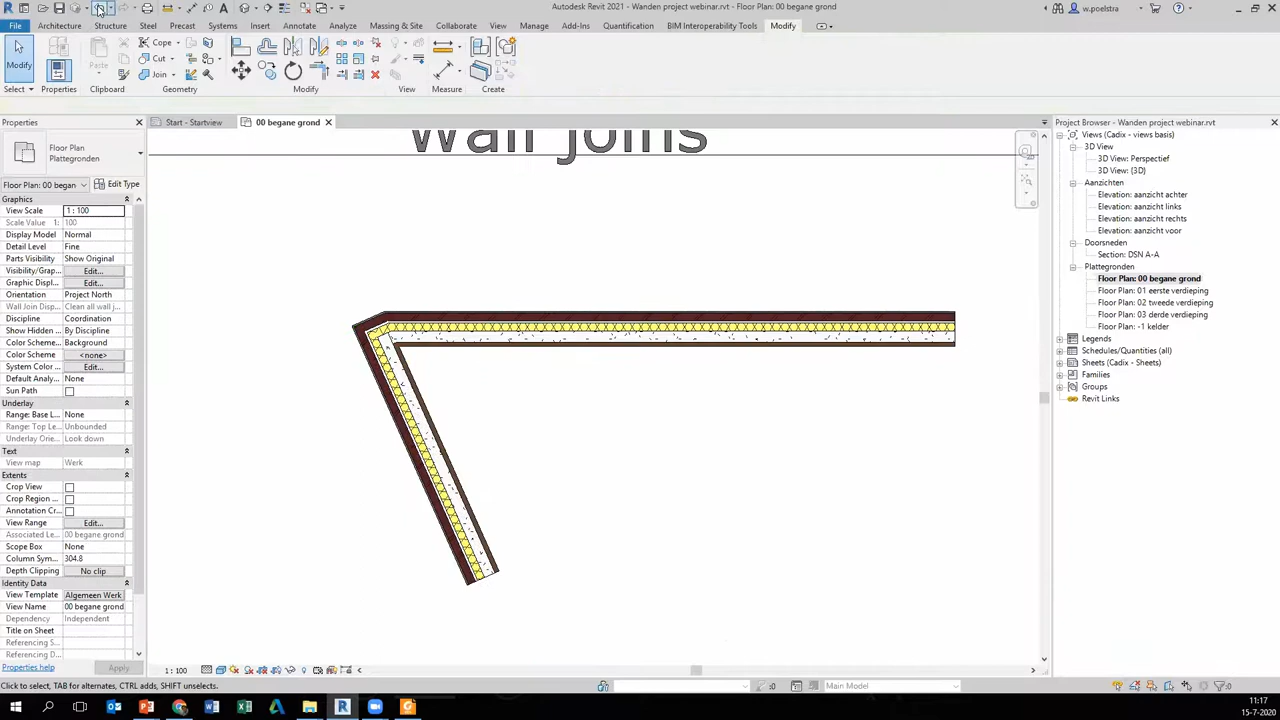 Autodesk Revit 2021 - Wanden project webinar.rvt - Floor Plan: 00 begane grond
w.poelstra
File Architecture Structure Steel Precast Systems Insert Annotate Analyze Massing & Site Collaborate View Manage Add-Ins Quantification BIM Interoperability Tools Modify
Modify Paste Cope Cut Join
Select Properties Clipboard Geometry Modify View Measure Create
Properties
Start - Startview
00 begane grond
Project Browser - Wanden project webinar.rvt
Floor Plan
Plattegronden
Floor Plan: 00 began
Edit Type
Graphics
View Scale 1 : 100
Scale Value 1: 100
Display Model Normal
Detail Level Fine
Parts Visibility Show Original
Visibility/Grap... Edit...
Graphic Displ... Edit...
Orientation Project North
Wall Join Disp... Clean all wall j...
Discipline Coordination
Show Hidden ... By Discipline
Color Scheme... Background
Color Scheme <none>
System Color ... Edit...
Default Analy... None
Sun Path
Underlay
Range: Base L... None
Range: Top Le... Unbounded
Underlay Orie... Look down
Text
View map Werk
Extents
Crop View
Crop Region ...
Annotation Cr...
View Range Edit...
Associated Le... 00 begane grond
Scope Box None
Column Sym... 304.8
Depth Clipping No clip
Identity Data
View Template Algemeen Werk
View Name 00 begane grond
Dependency Independent
Title on Sheet
Referencing S...
Referencing D...
Properties help
Apply
Wall Joins
Views (Cadix - views basis)
3D View
3D View: Perspectief
3D View: {3D}
Aanzichten
Elevation: aanzicht achter
Elevation: aanzicht links
Elevation: aanzicht rechts
Elevation: aanzicht voor
Doorsneden
Section: DSN A-A
Plattegronden
Floor Plan: 00 begane grond
Floor Plan: 01 eerste verdieping
Floor Plan: 02 tweede verdieping
Floor Plan: 03 derde verdieping
Floor Plan: -1 kelder
Legends
Schedules/Quantities (all)
Sheets (Cadix - Sheets)
Families
Groups
Revit Links
1 : 100
Click to select, TAB for alternates, CTRL adds, SHIFT unselects.
:0
Main Model
:0
11:17
15-7-2020